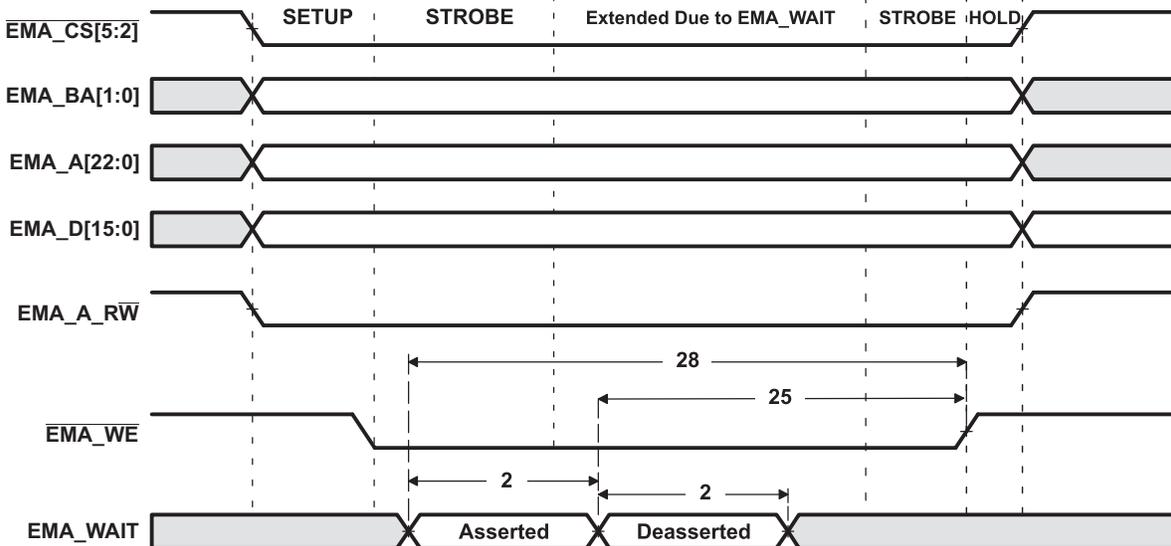 SETUP STROBE Extended Due to EMA_WAIT STROBE HOLD
EMA_CS[5:2]
EMA_BA[1:0]
EMA_A[22:0]
EMA_D[15:0]
EMA_A_RW
28
25
EMA_WE
2
2
EMA_WAIT Asserted Deasserted